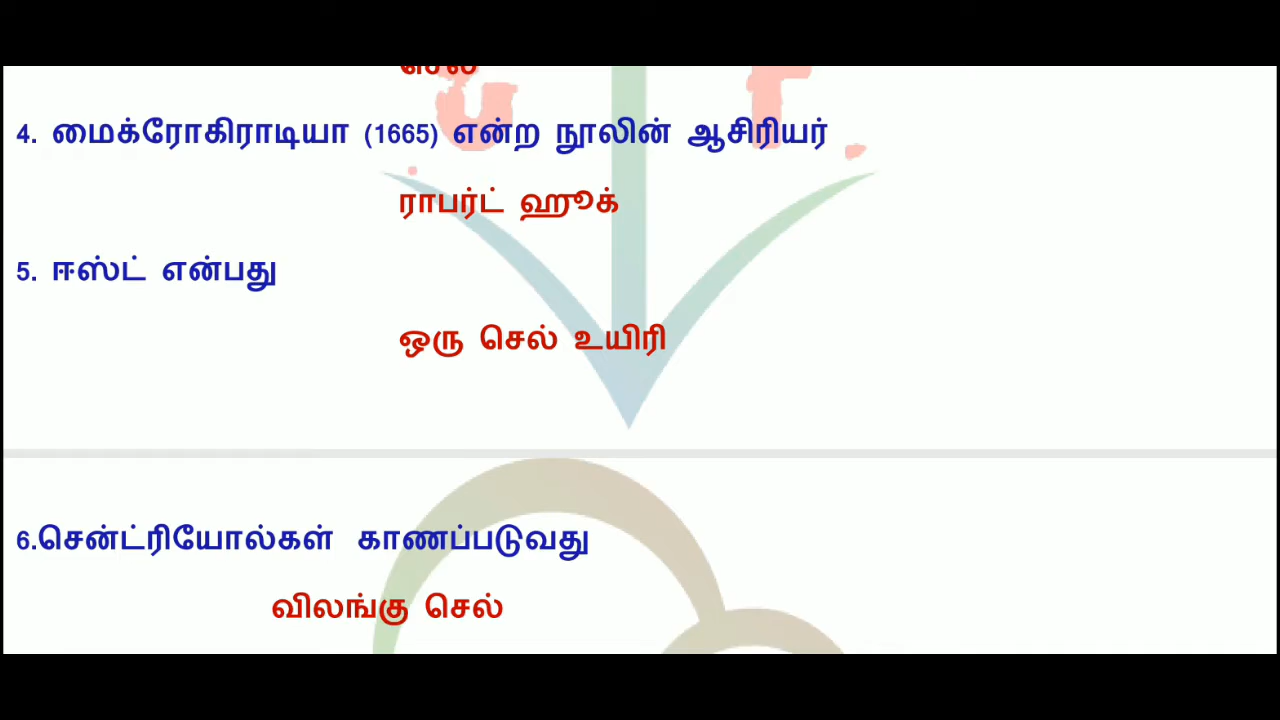 செல்
4. மைக்ரோகிராடியா (1665) என்ற நூலின் ஆசிரியர்
ராபர்ட் ஹூக்
5. ஈஸ்ட் என்பது
ஒரு செல் உயிரி
6.சென்ட்ரியோல்கள் காணப்படுவது
விலங்கு செல்